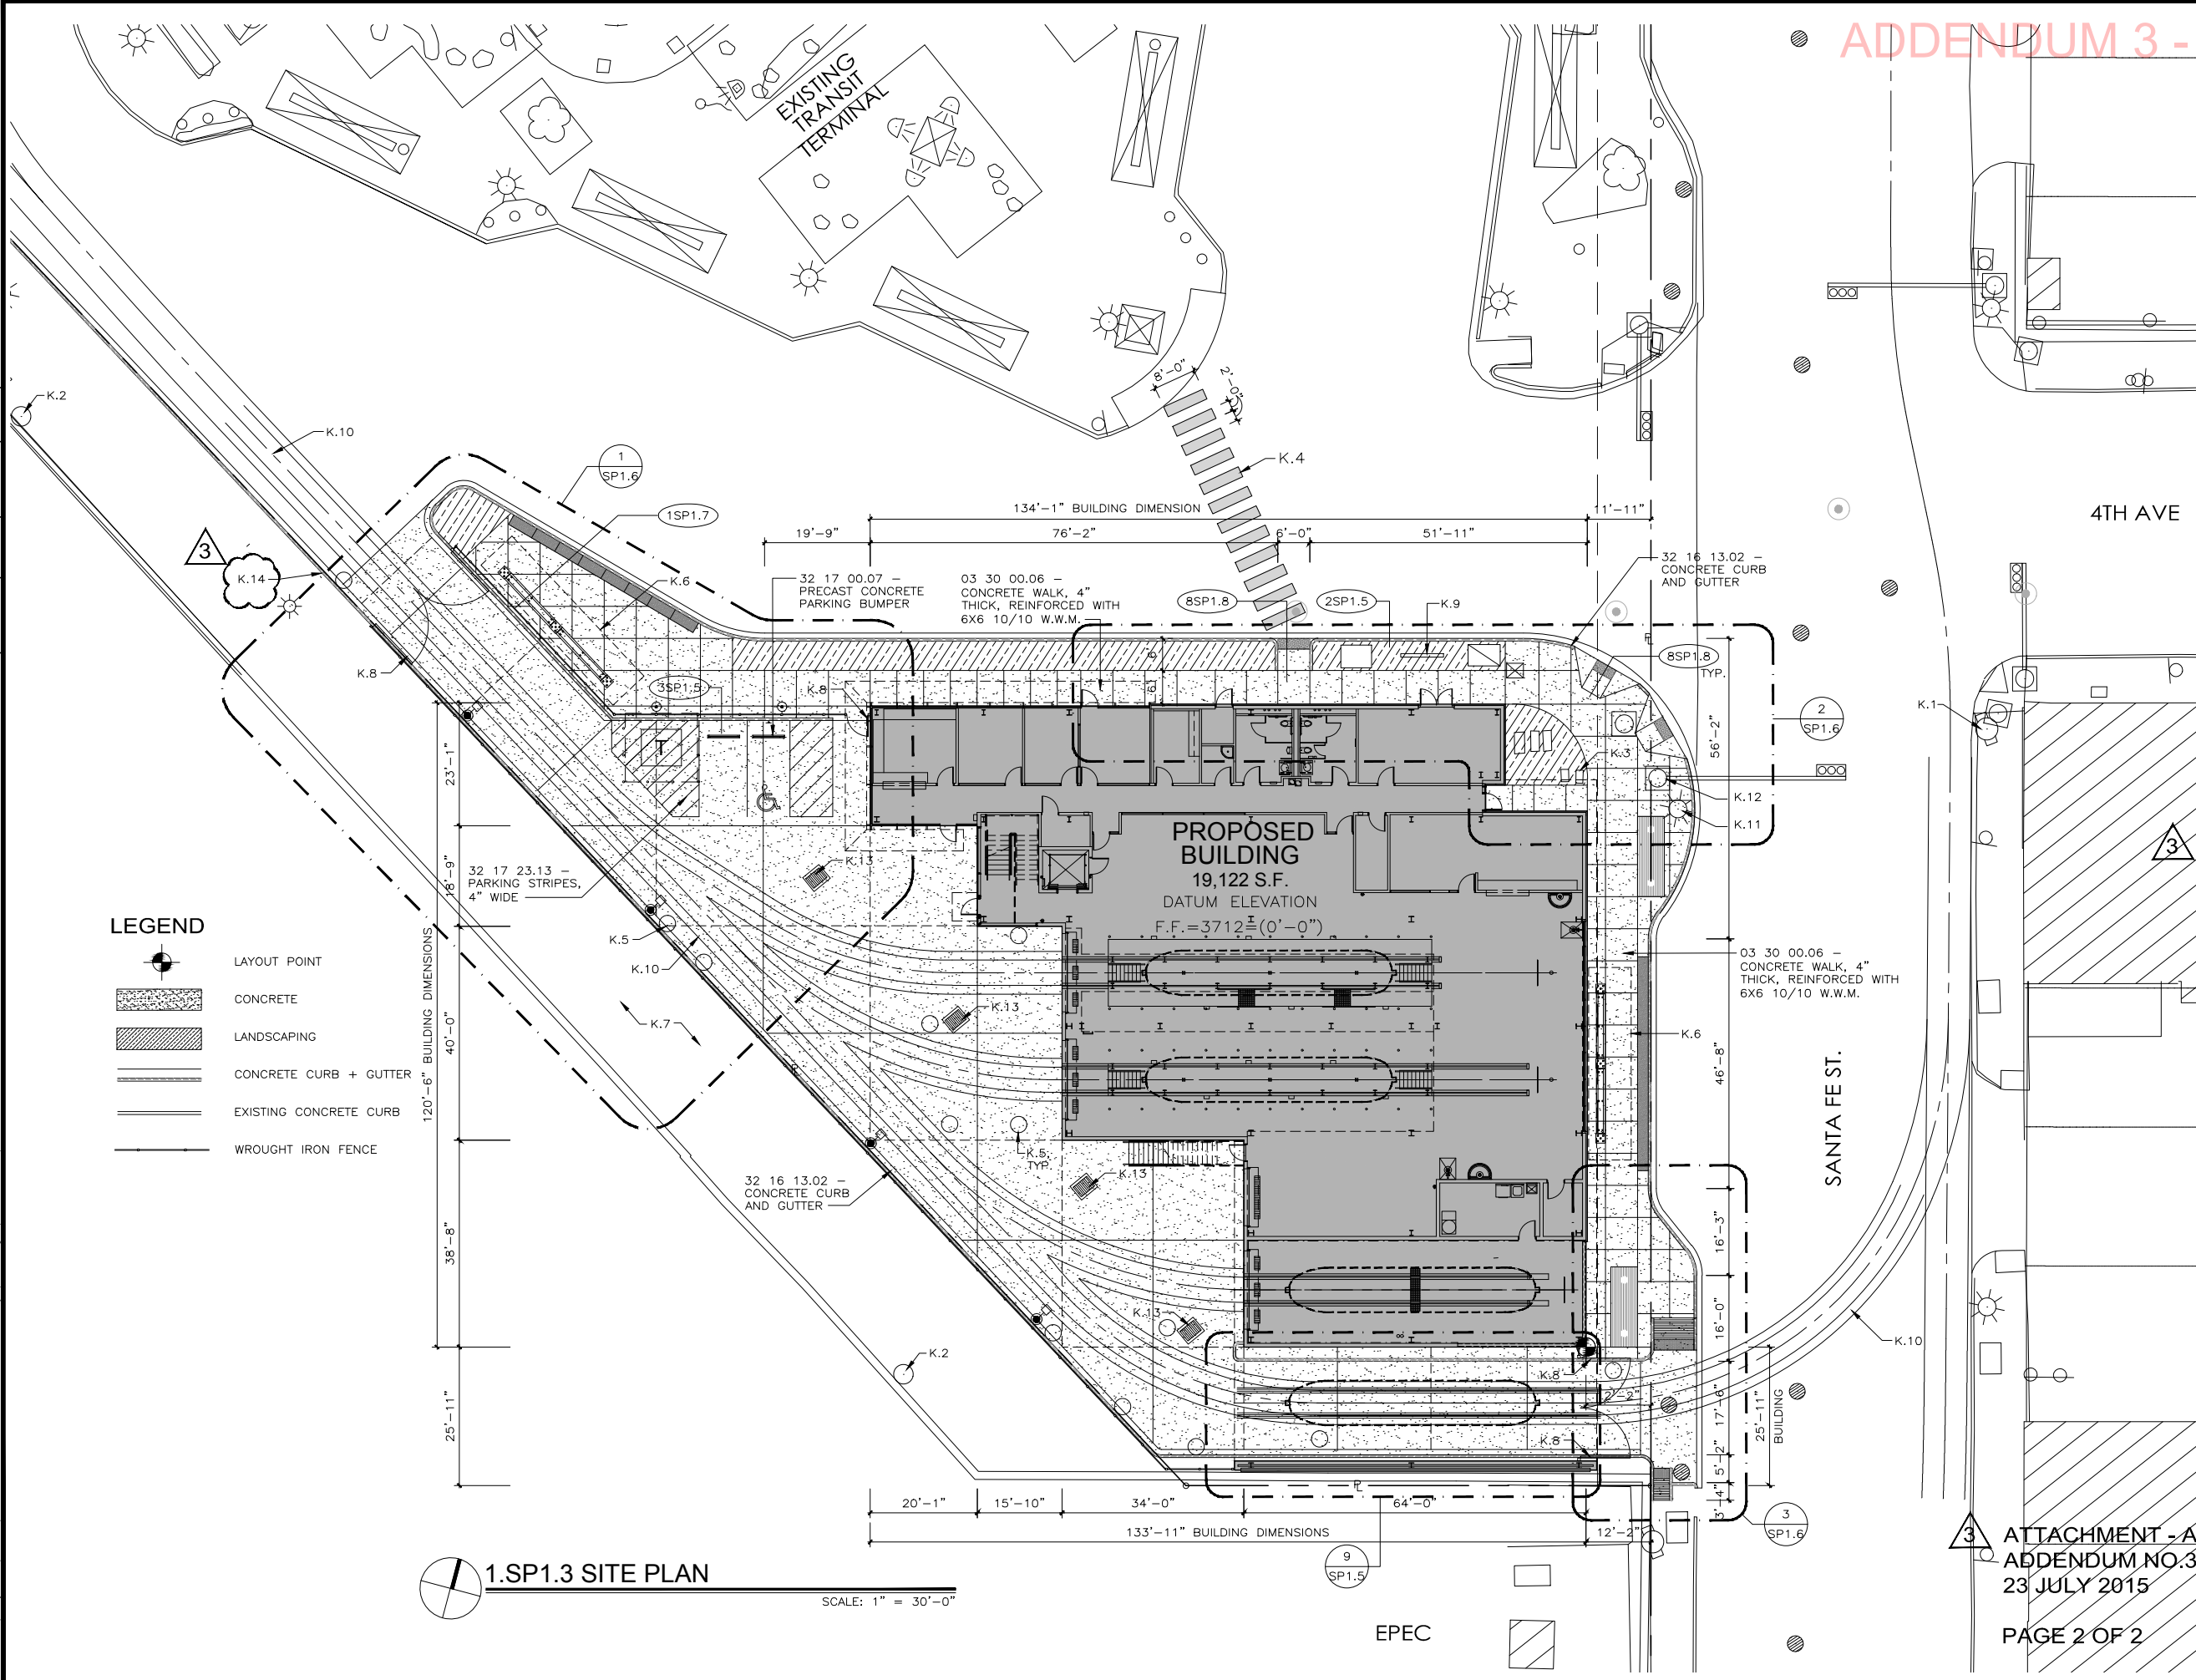 ADDENDUM 3 -
EXISTING
TRANSIT
TERMINAL
8'-0"
2'-0"
K.2
K.10
1
SP1.6
K.4
1SP1.7
134'-1" BUILDING DIMENSION
11'-11"
19'-9"
76'-2"
6'-0"
51'-11"
4TH AVE
3
K.14
K.6
32 17 00.07 –
PRECAST CONCRETE
PARKING BUMPER
03 30 00.06 –
CONCRETE WALK, 4"
THICK, REINFORCED WITH
6X6 10/10 W.W.M.
8SP1.8
2SP1.5
K.9
32 16 13.02 –
CONCRETE CURB
AND GUTTER
8SP1.8
TYP.
K.8
3SP1.5
K.8
6'
6'
K.1
2
SP1.6
56'-2"
K.3
T
23'-1"
K.12
K.11
PROPOSED
BUILDING
19,122 S.F.
DATUM ELEVATION
F.F.=3712=(0'-0")
3
K.13
32 17 23.13 –
PARKING STRIPES,
4" WIDE
18'-9"
LEGEND
LAYOUT POINT
CONCRETE
LANDSCAPING
CONCRETE CURB + GUTTER
EXISTING CONCRETE CURB
WROUGHT IRON FENCE
K.5
K.10
03 30 00.06 –
CONCRETE WALK, 4"
THICK, REINFORCED WITH
6X6 10/10 W.W.M.
K.13
K.7
K.6
120'-6" BUILDING DIMENSIONS
40'-0"
46'-8"
SANTA FE ST.
K.5,
TYP.
K.13
32 16 13.02 –
CONCRETE CURB
AND GUTTER
38'-8"
16'-3"
K.13
16'-0"
K.10
K.2
K.8
2'-2"
17'-6"
25'-11"
BUILDING
25'-11"
K.8
5'-2"
3'-4"
PL
20'-1"
15'-10"
34'-0"
64'-0"
133'-11" BUILDING DIMENSIONS
12'-2"
3
SP1.6
9
SP1.5
1.SP1.3 SITE PLAN
SCALE: 1" = 30'-0"
EPEC
3
ATTACHMENT - A
ADDENDUM NO.3
23 JULY 2015
PAGE 2 OF 2